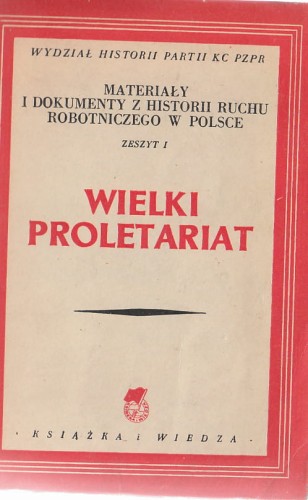 WYDZIAŁ HISTORII PARTII KC PZPR
MATERIAŁY
I DOKUMENTY Z HISTORII RUCHU
ROBOTNICZEGO W POLSCE
ZESZYT I
WIELKI
PROLETARIAT
· KSIĄŻKA i WIEDZA ·